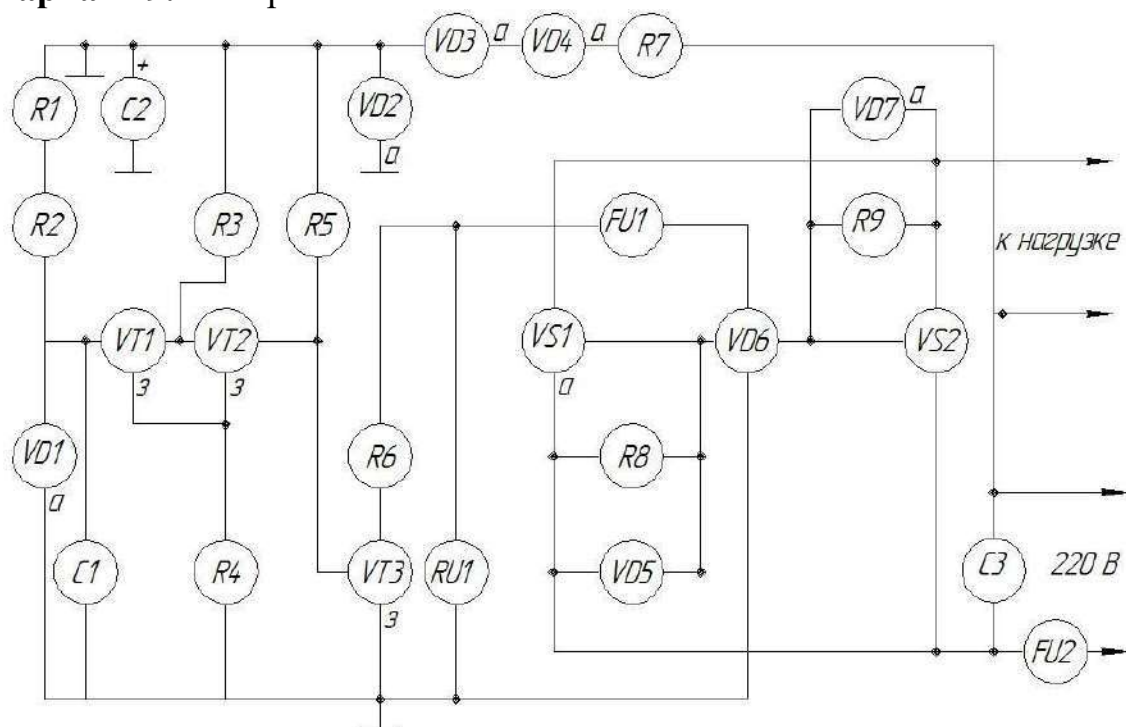 VD3 а VD4 а R7
R1 + C2 VD2 а VD7 а
R2 R3 R5 FU1 R9 к нагрузке
VT1 з VT2 з VS1 а VD6 VS2
VD1 а R6 R8
C1 R4 VT3 з RU1 VD5 C3 220 В
FU2